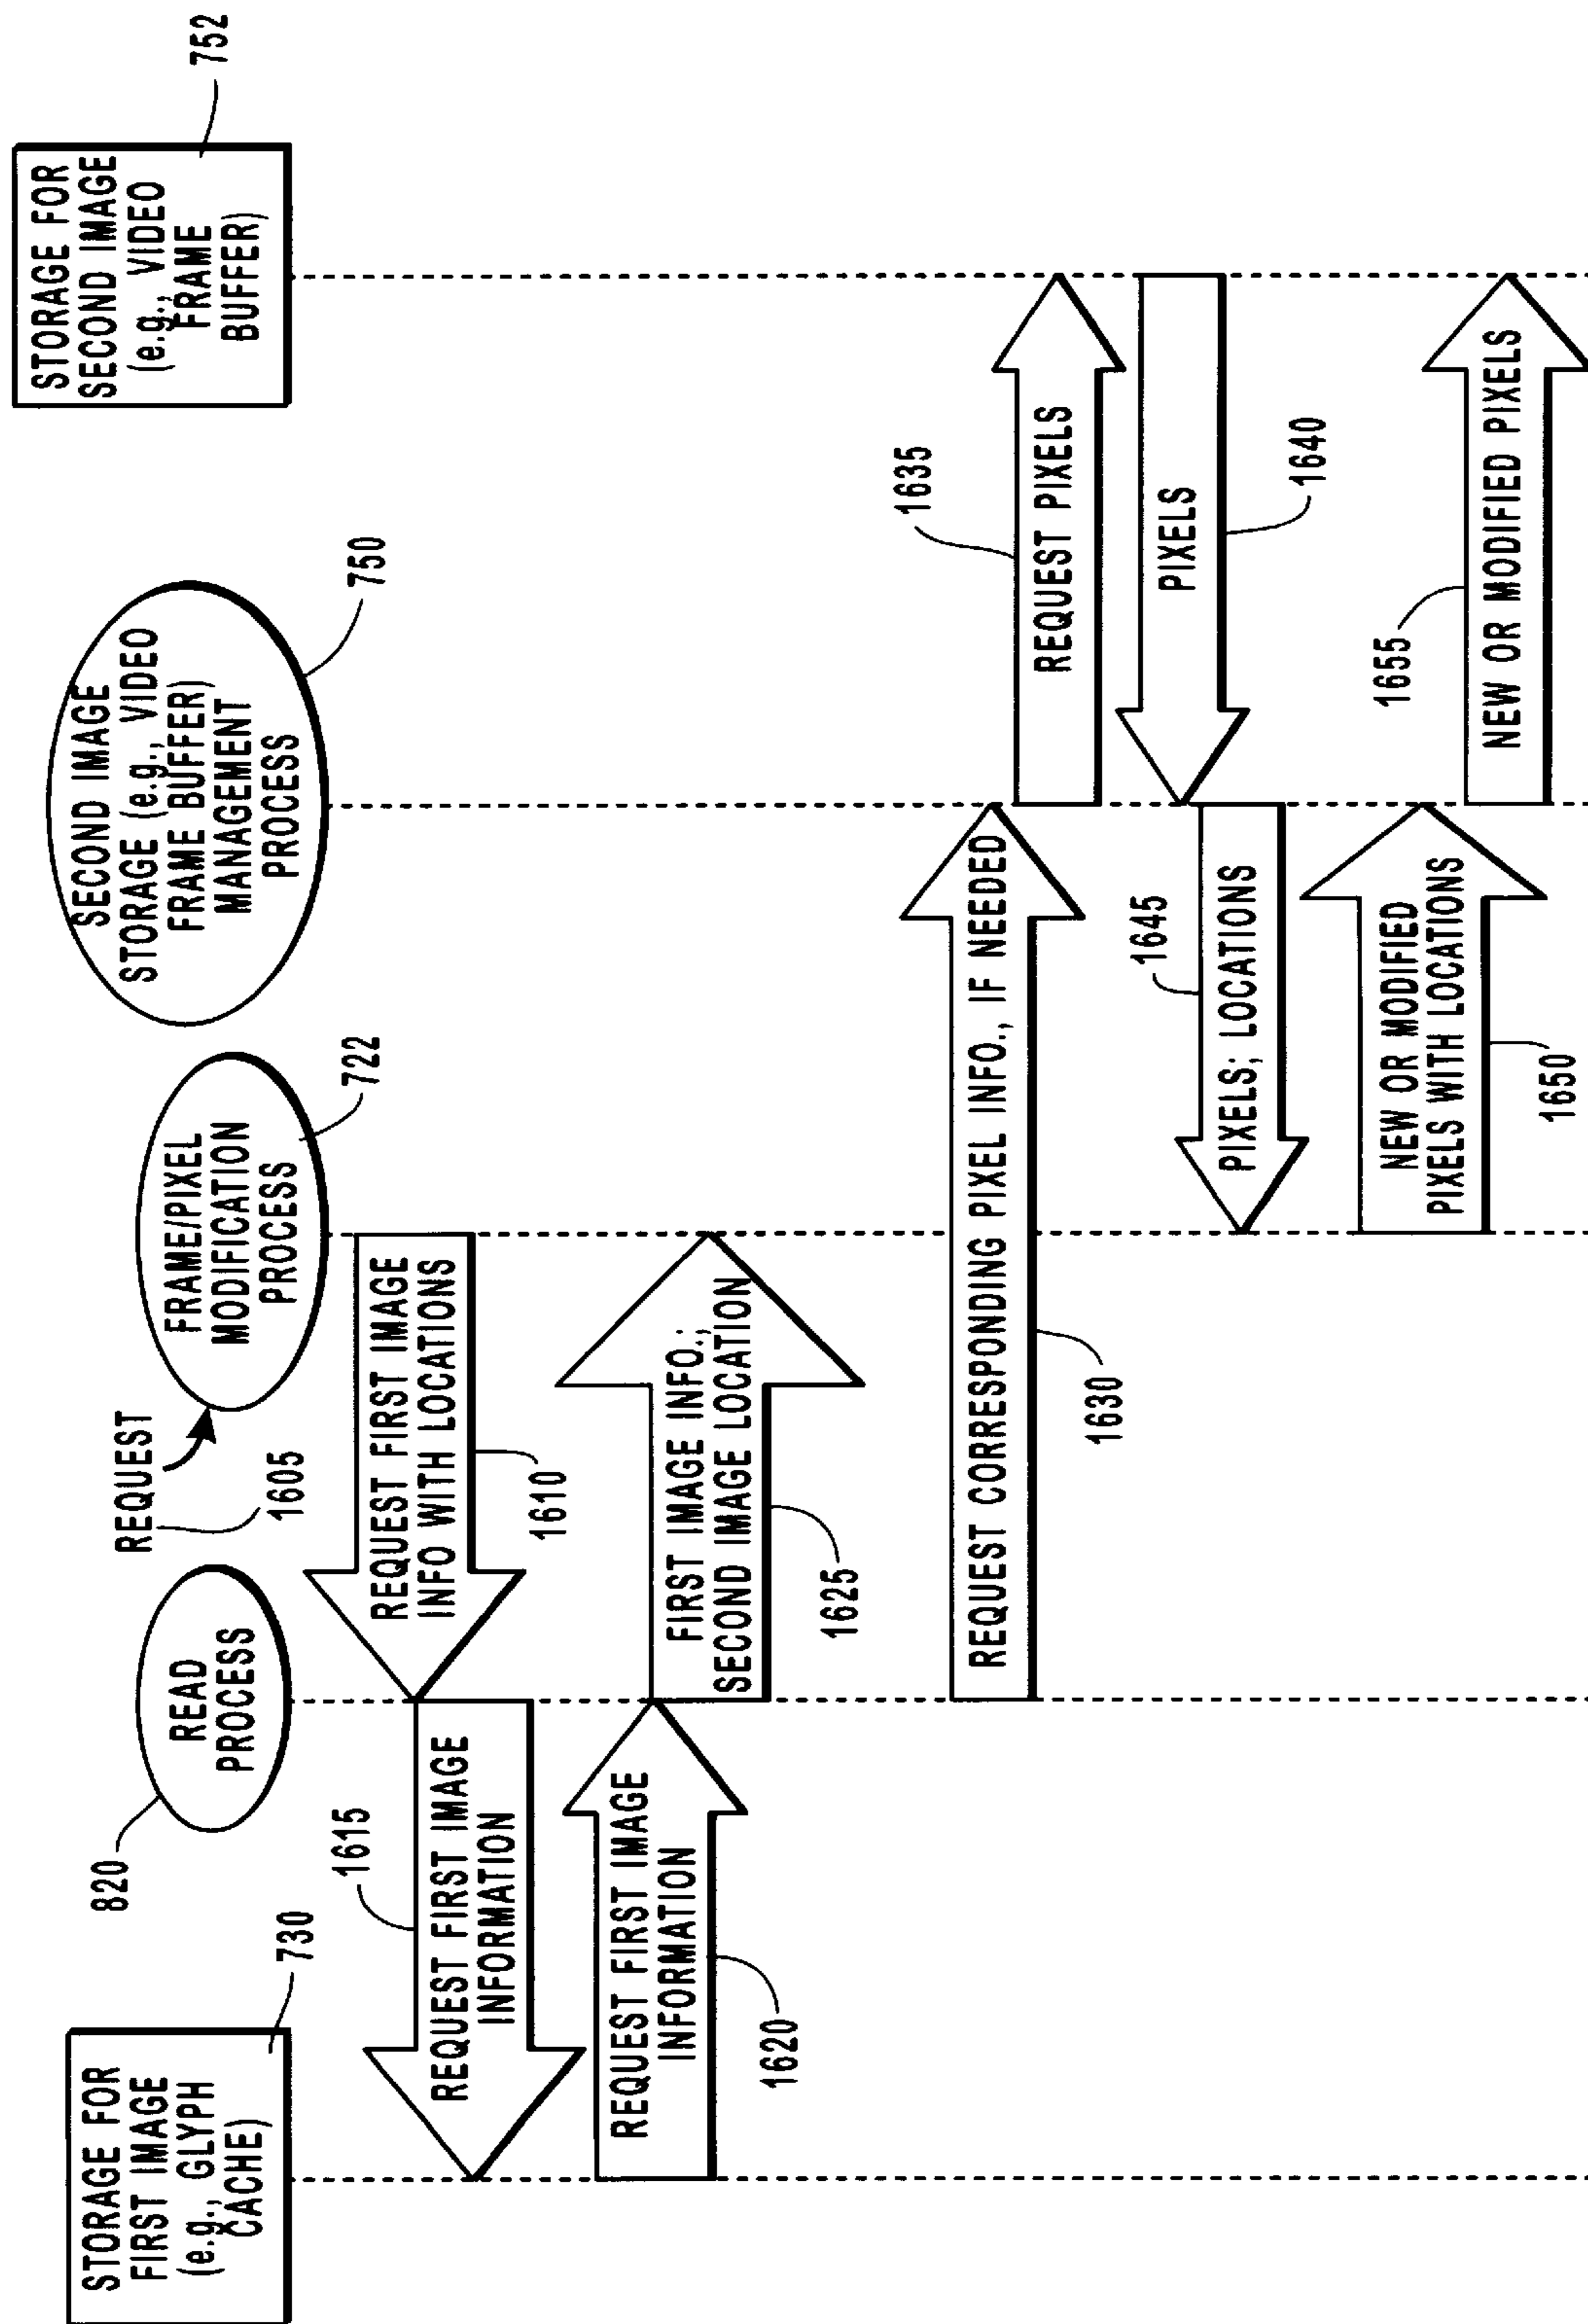 STORAGE FOR
FIRST IMAGE
(e.g., GLYPH
CACHE)
730
820
READ
PROCESS
REQUEST
1605
FRAME/PIXEL
MODIFICATION
PROCESS
722
SECOND IMAGE
STORAGE (e.g., VIDEO
FRAME BUFFER)
MANAGEMENT
PROCESS
750
STORAGE FOR
SECOND IMAGE
(e.g., VIDEO
FRAME
BUFFER)
752
REQUEST FIRST IMAGE
INFO WITH LOCATIONS
1610
1615
REQUEST FIRST IMAGE
INFORMATION
REQUEST FIRST IMAGE
INFORMATION
1620
FIRST IMAGE INFO.;
SECOND IMAGE LOCATION
1625
REQUEST CORRESPONDING PIXEL INFO., IF NEEDED
1630
1635
REQUEST PIXELS
PIXELS
1640
1645
PIXELS; LOCATIONS
NEW OR MODIFIED
PIXELS WITH LOCATIONS
1650
1655
NEW OR MODIFIED PIXELS